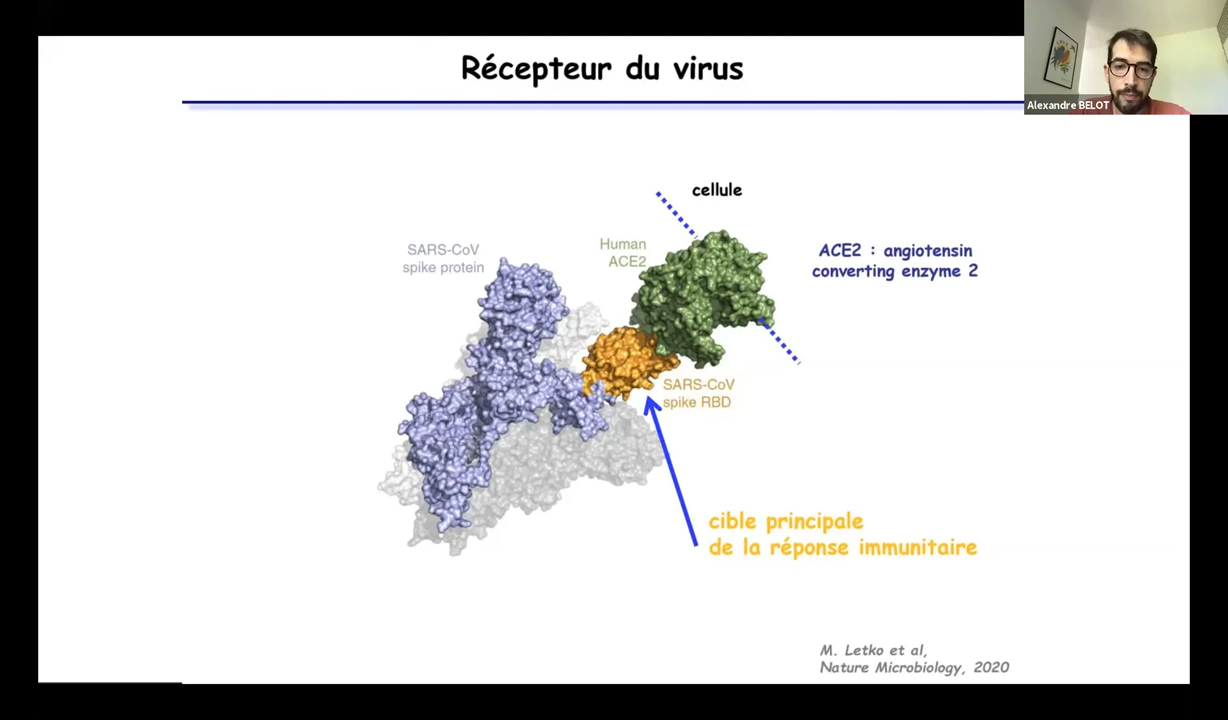 Récepteur du virus
Alexandre BELOT
cellule
SARS-CoV
spike protein
Human
ACE2
ACE2 : angiotensin
converting enzyme 2
SARS-CoV
spike RBD
cible principale
de la réponse immunitaire
M. Letko et al,
Nature Microbiology, 2020